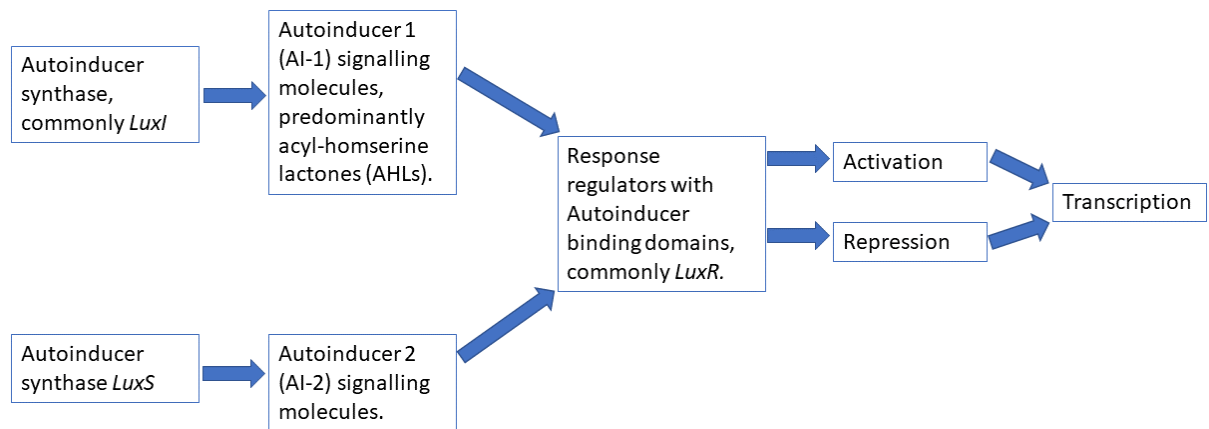 Autoinducer
synthase,
commonly LuxI
Autoinducer 1
(AI-1) signalling
molecules,
predominantly
acyl-homserine
lactones (AHLs).
Response
regulators with
Autoinducer
binding domains,
commonly LuxR.
Activation
Repression
Transcription
Autoinducer
synthase LuxS
Autoinducer 2
(AI-2) signalling
molecules.